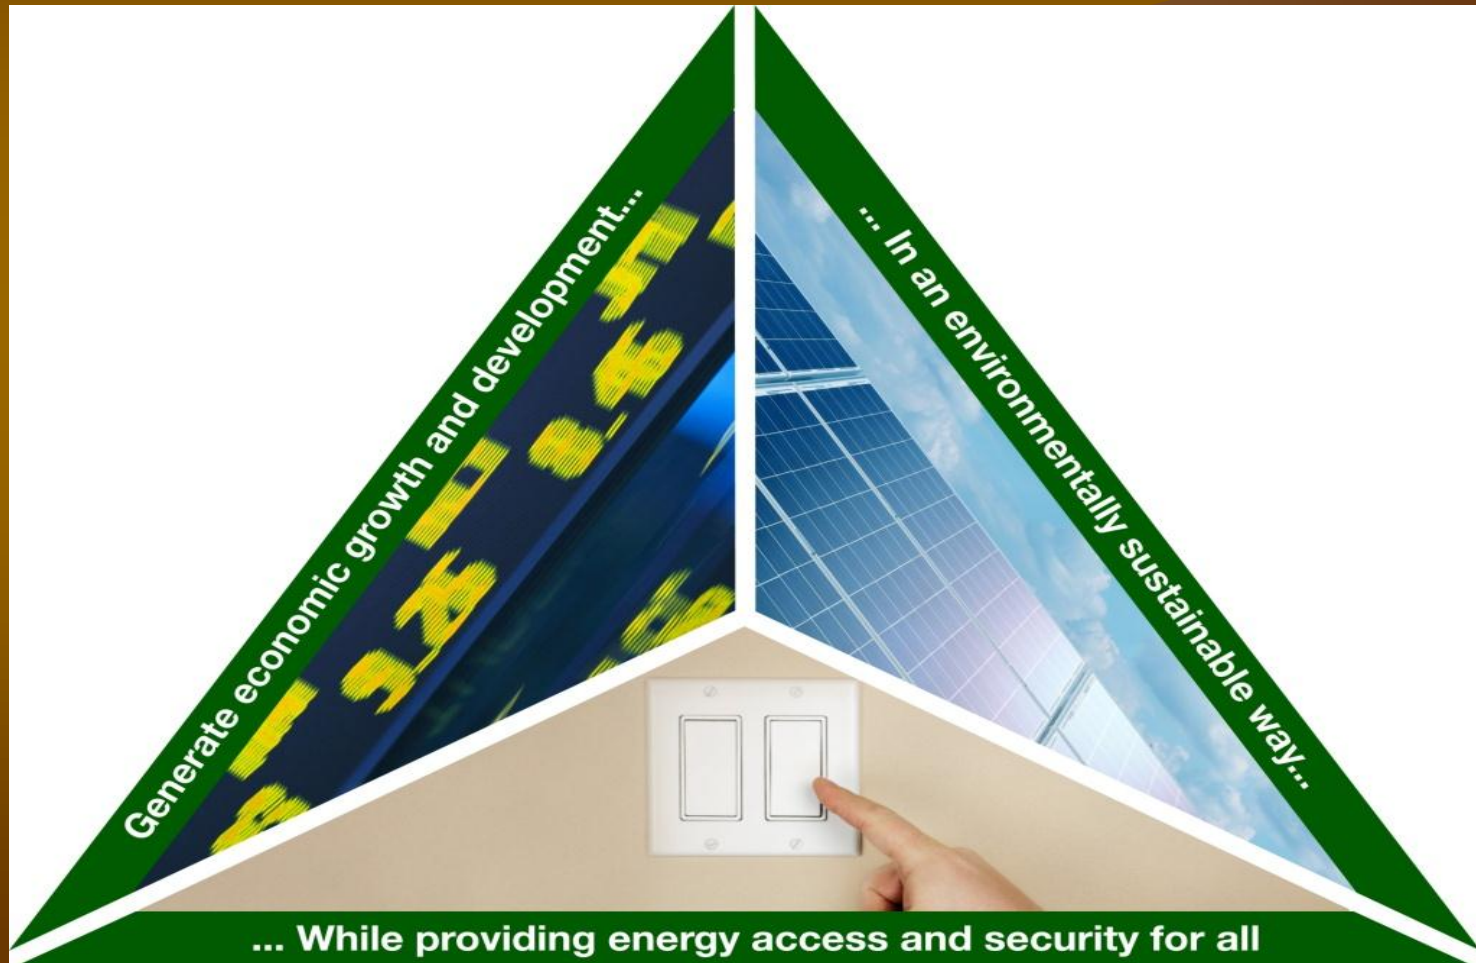 Generate economic growth and development...
... In an environmentally sustainable way...
... While providing energy access and security for all